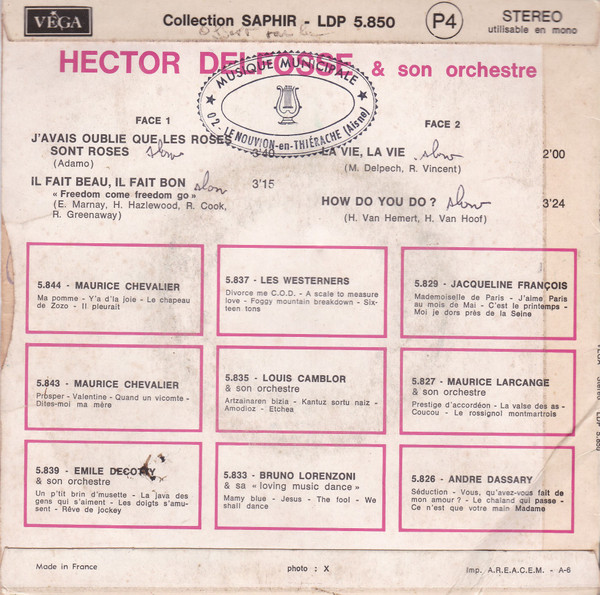 VÉGA
Collection SAPHIR - LDP 5.850
P4
STEREO
utilisable en mono
HECTOR DELFOSSE & son orchestre
MUSIQUE MUNICIPALE
02 - LE NOUVION-en-THIÉRACHE (Aisne)
FACE 1
J'AVAIS OUBLIE QUE LES ROSES
SONT ROSES slow 3'40
(Adamo)
IL FAIT BEAU, IL FAIT BON slow 3'15
« Freedom come freedom go »
(E. Marnay, H. Hazlewood, R. Cook,
R. Greenaway)
FACE 2
LA VIE, LA VIE slow 2'00
(M. Delpech, R. Vincent)
HOW DO YOU DO ? slow 3'24
(H. Van Hemert, H. Van Hoof)
5.844 - MAURICE CHEVALIER
Ma pomme - Y'a d'la joie - Le chapeau
de Zozo - Il pleurait
5.837 - LES WESTERNERS
Divorce me C.O.D. - A scale to measure
love - Foggy mountain breakdown - Six-
teen tons
5.829 - JACQUELINE FRANÇOIS
Mademoiselle de Paris - J'aime Paris
au mois de Mai - C'est le printemps -
Moi je dors près de la Seine
5.843 - MAURICE CHEVALIER
Prosper - Valentine - Quand un vicomte -
Dites-moi ma mère
5.835 - LOUIS CAMBLOR
& son orchestre
Artzainaren bizia - Kantuz sortu naiz -
Amodioz - Etchea
5.827 - MAURICE LARCANGE
& son orchestre
Prestige d'accordéon - La valse des as -
Coucou - Le rossignol montmartrois
5.839 - EMILE DECOTTY
& son orchestre
Un p'tit brin d'musette - La java des
gens qui s'aiment - Les doigts s'amu-
sent - Rêve de jockey
5.833 - BRUNO LORENZONI
& sa « loving music dance »
Mamy blue - Jesus - The fool - We
shall dance
5.826 - ANDRE DASSARY
Séduction - Vous, qu'avez-vous fait de
mon amour ? - Le chaland qui passe -
Ce n'est que votre main Madame
VEGA
LDP 5.850
Made in France
photo : X
Imp. A.R.E.A.C.E.M. - A-6